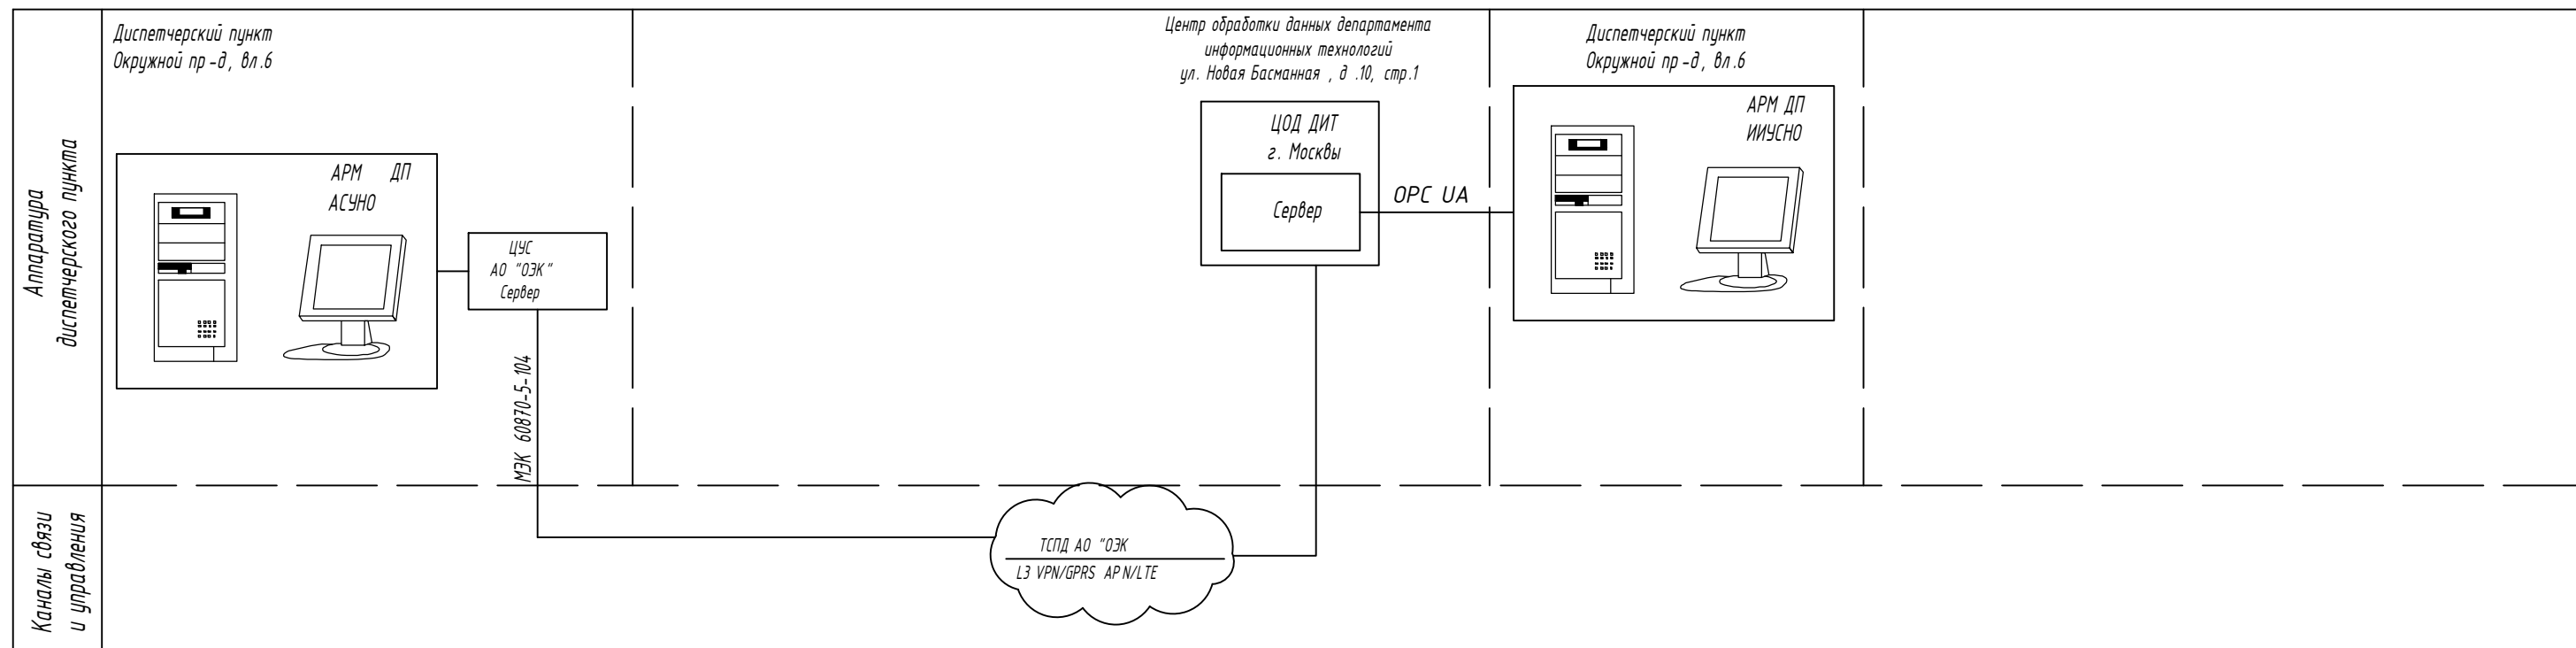 Аппаратура
диспетчерского пункта
Диспетчерский пункт
Окружной пр-д, вл.6
АРМ ДП
АСУНО
ЦУС
АО "ОЭК"
Сервер
МЭК 60870-5-104
Центр обработки данных департамента
информационных технологий
ул. Новая Басманная , д .10, стр.1
ЦОД ДИТ
г. Москвы
Сервер
OPC UA
Диспетчерский пункт
Окружной пр-д, вл.6
АРМ ДП
ИИУСНО
Каналы связи
и управления
ТСПД АО "ОЭК
L3 VPN/GPRS APN/LTE